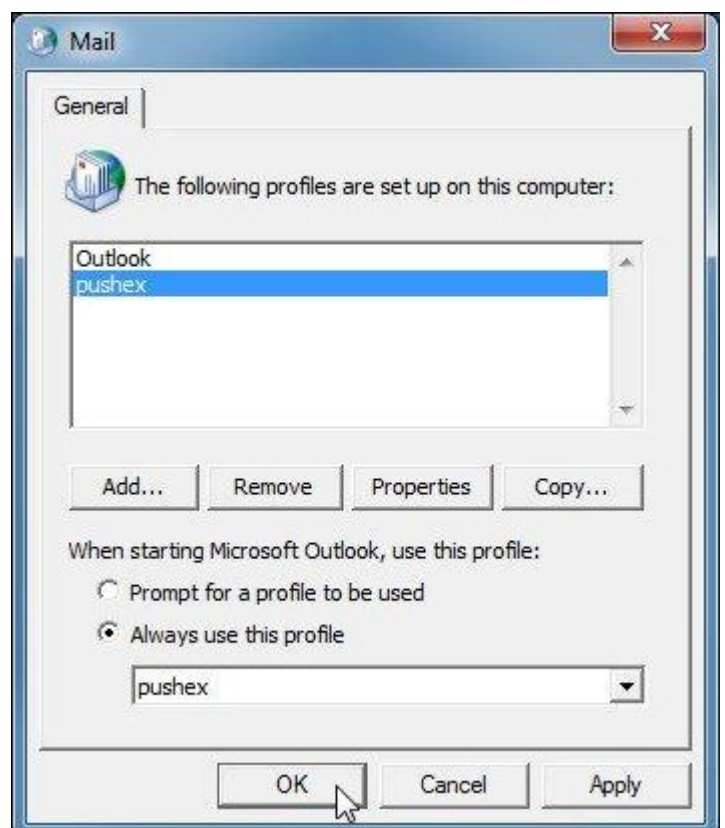 Mail
General
The following profiles are set up on this computer:
Outlook
pushex
Add... Remove Properties Copy...
When starting Microsoft Outlook, use this profile:
Prompt for a profile to be used
Always use this profile
pushex
OK Cancel Apply